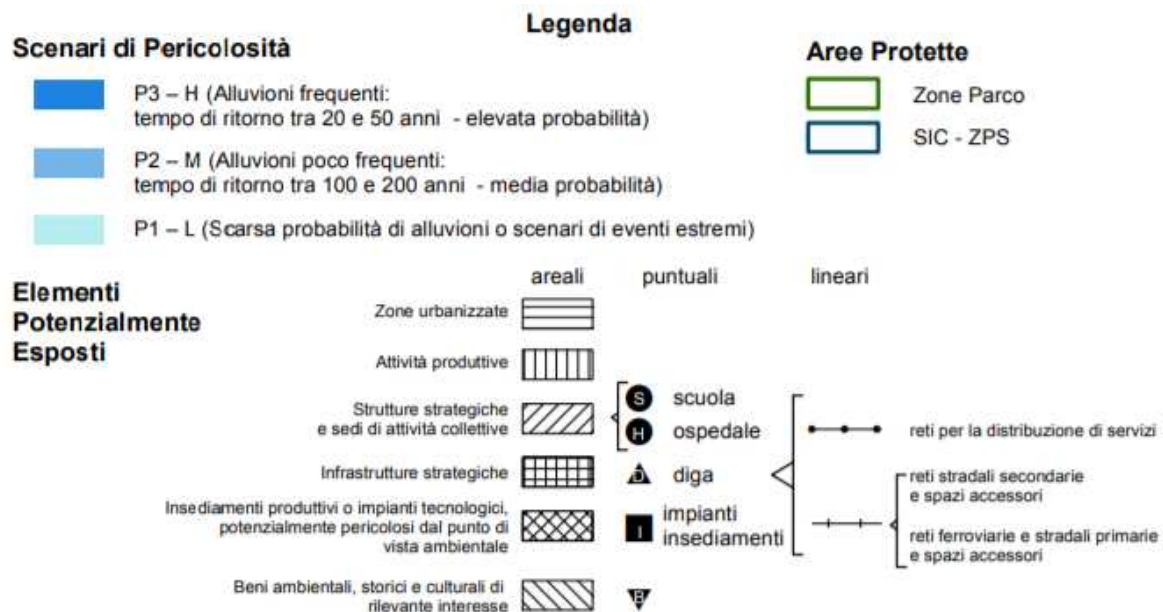 Legenda
Scenari di Pericolosità
P3 – H (Alluvioni frequenti:
tempo di ritorno tra 20 e 50 anni - elevata probabilità)
P2 – M (Alluvioni poco frequenti:
tempo di ritorno tra 100 e 200 anni - media probabilità)
P1 – L (Scarsa probabilità di alluvioni o scenari di eventi estremi)
Aree Protette
Zone Parco
SIC - ZPS
Elementi
Potenzialmente
Esposti
areali puntuali lineari
Zone urbanizzate
Attività produttive
Strutture strategiche
e sedi di attività collettive
S scuola
H ospedale
Infrastrutture strategiche
D diga
Insediamenti produttivi o impianti tecnologici,
potenzialmente pericolosi dal punto di
vista ambientale
I impianti
insediamenti
Beni ambientali, storici e culturali di
rilevante interesse
B
reti per la distribuzione di servizi
reti stradali secondarie
e spazi accessori
reti ferroviarie e stradali primarie
e spazi accessori